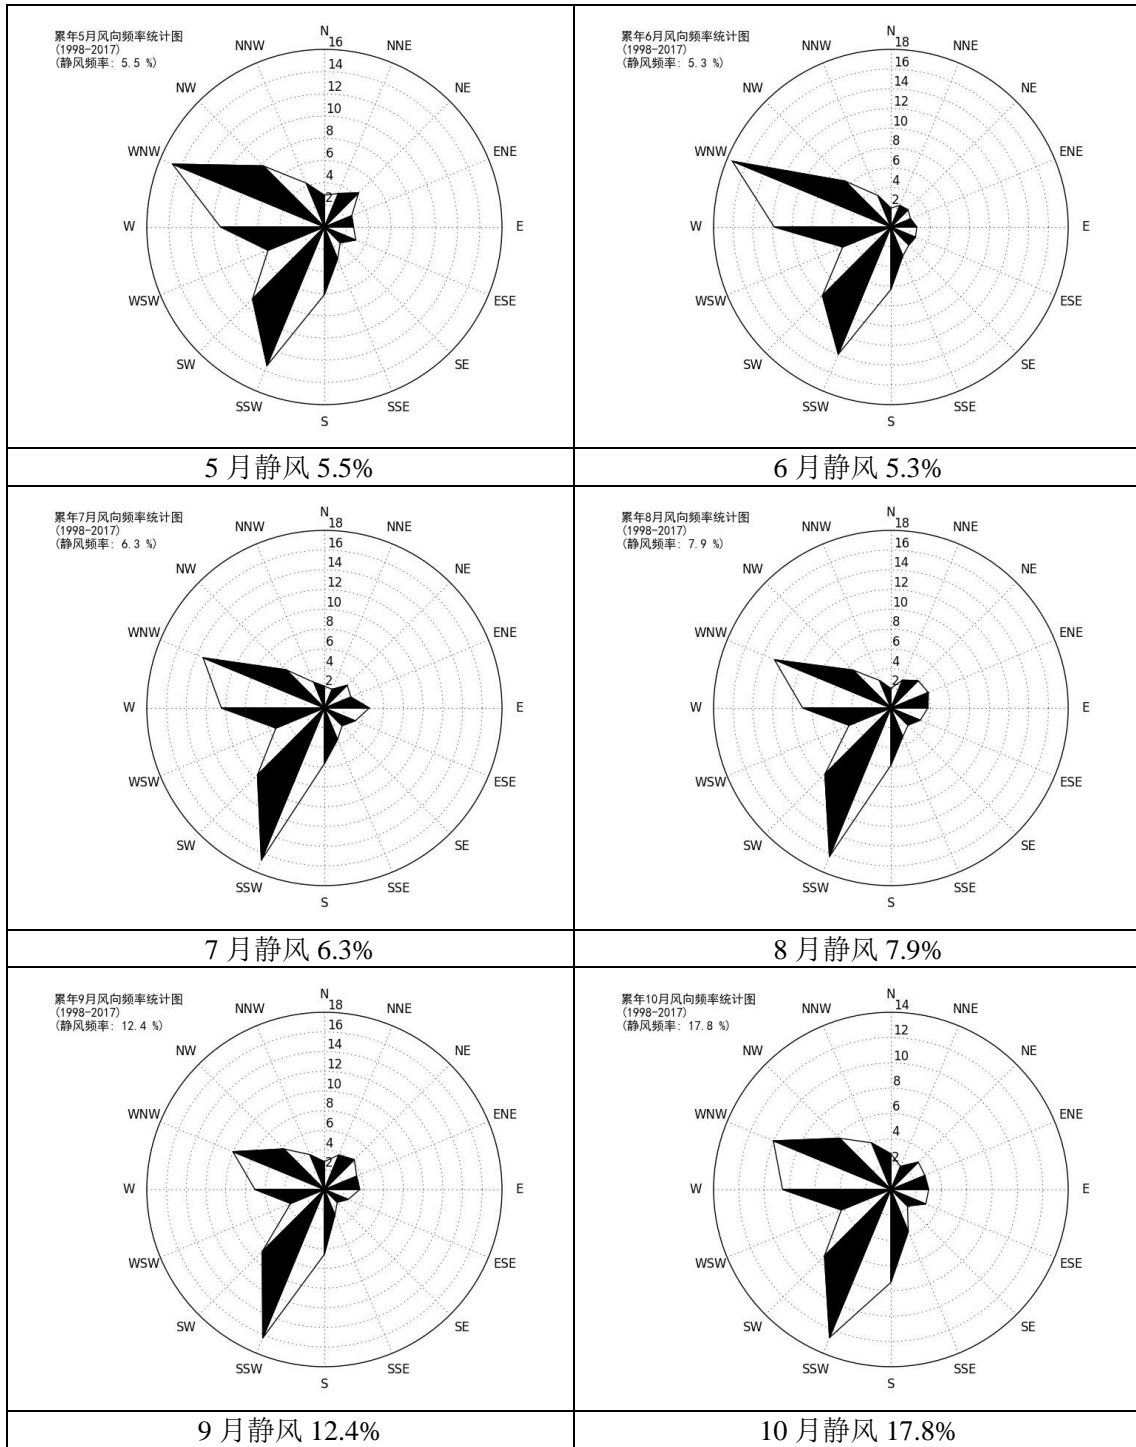 累年5月风向频率统计图
(1998-2017)
(静风频率: 5.5 %)
N
16
14
12
10
8
6
4
2
NNE
NE
ENE
E
ESE
SE
SSE
S
SSW
SW
WSW
W
WNW
NW
NNW
累年6月风向频率统计图
(1998-2017)
(静风频率: 5.3 %)
N
18
16
14
12
10
8
6
4
2
NNE
NE
ENE
E
ESE
SE
SSE
S
SSW
SW
WSW
W
WNW
NW
NNW
5 月静风 5.5%
6 月静风 5.3%
累年7月风向频率统计图
(1998-2017)
(静风频率: 6.3 %)
N
18
16
14
12
10
8
6
4
2
NNE
NE
ENE
E
ESE
SE
SSE
S
SSW
SW
WSW
W
WNW
NW
NNW
累年8月风向频率统计图
(1998-2017)
(静风频率: 7.9 %)
N
18
16
14
12
10
8
6
4
2
NNE
NE
ENE
E
ESE
SE
SSE
S
SSW
SW
WSW
W
WNW
NW
NNW
7 月静风 6.3%
8 月静风 7.9%
累年9月风向频率统计图
(1998-2017)
(静风频率: 12.4 %)
N
18
16
14
12
10
8
6
4
2
NNE
NE
ENE
E
ESE
SE
SSE
S
SSW
SW
WSW
W
WNW
NW
NNW
累年10月风向频率统计图
(1998-2017)
(静风频率: 17.8 %)
N
14
12
10
8
6
4
2
NNE
NE
ENE
E
ESE
SE
SSE
S
SSW
SW
WSW
W
WNW
NW
NNW
9 月静风 12.4%
10 月静风 17.8%